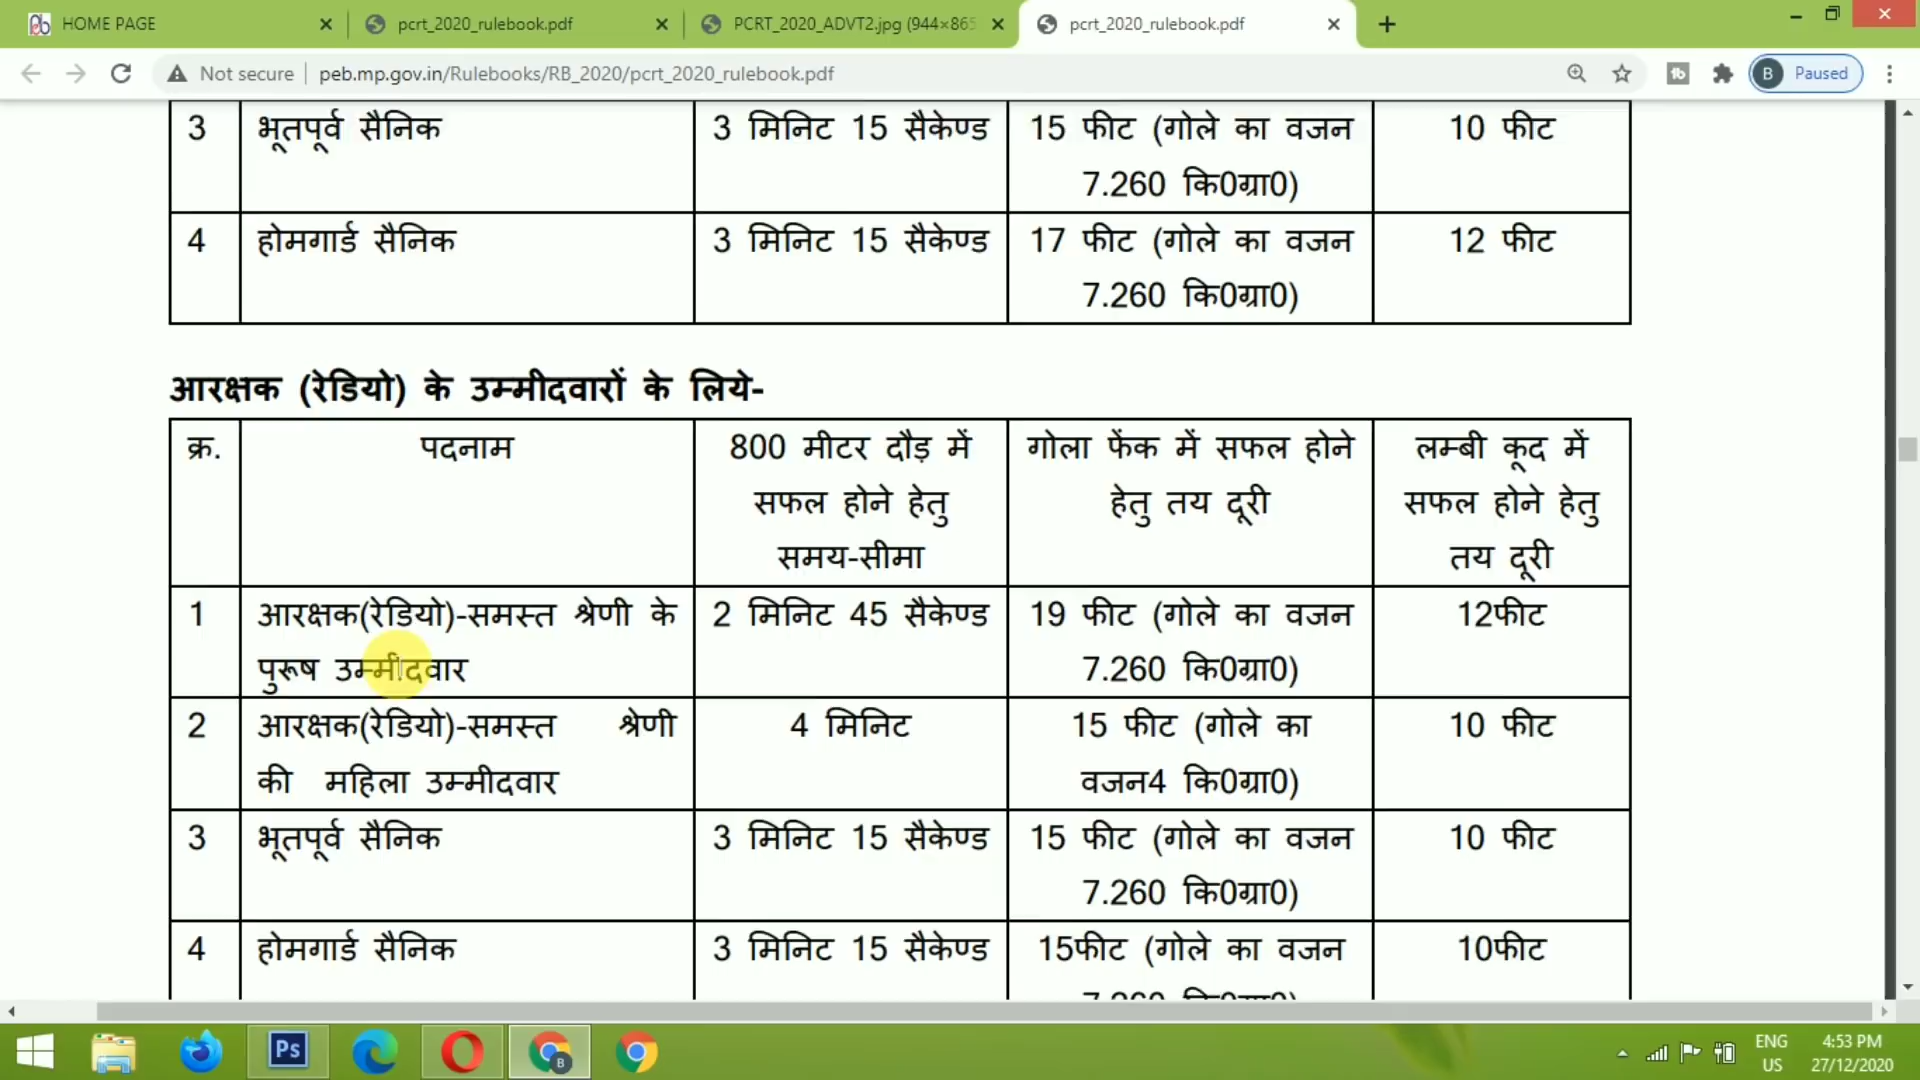 HOME PAGE
pcrt_2020_rulebook.pdf
PCRT_2020_ADVT2.jpg (944×865
pcrt_2020_rulebook.pdf
Not secure
peb.mp.gov.in/Rulebooks/RB_2020/pcrt_2020_rulebook.pdf
B Paused
3 भूतपूर्व सैनिक 3 मिनिट 15 सैकेण्ड 15 फीट (गोले का वजन 10 फीट
7.260 कि0ग्रा0)
4 होमगार्ड सैनिक 3 मिनिट 15 सैकेण्ड 17 फीट (गोले का वजन 12 फीट
7.260 कि0ग्रा0)
आरक्षक (रेडियो) के उम्मीदवारों के लिये-
क्र. पदनाम 800 मीटर दौड़ में गोला फेंक में सफल होने लम्बी कूद में
सफल होने हेतु हेतु तय दूरी सफल होने हेतु
समय-सीमा तय दूरी
1 आरक्षक(रेडियो)-समस्त श्रेणी के 2 मिनिट 45 सैकेण्ड 19 फीट (गोले का वजन 12फीट
पुरूष उम्मीदवार 7.260 कि0ग्रा0)
2 आरक्षक(रेडियो)-समस्त श्रेणी 4 मिनिट 15 फीट (गोले का 10 फीट
की महिला उम्मीदवार वजन4 कि0ग्रा0)
3 भूतपूर्व सैनिक 3 मिनिट 15 सैकेण्ड 15 फीट (गोले का वजन 10 फीट
7.260 कि0ग्रा0)
4 होमगार्ड सैनिक 3 मिनिट 15 सैकेण्ड 15फीट (गोले का वजन 10फीट
Ps
B
ENG 4:53 PM
US 27/12/2020